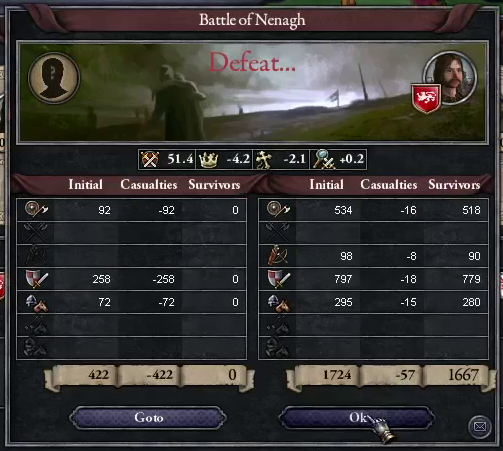 Battle of Nenagh
Defeat...
?
51.4 -4.2 -2.1 +0.2
Initial Casualties Survivors Initial Casualties Survivors
92 -92 0 534 -16 518
98 -8 90
258 -258 0 797 -18 779
72 -72 0 295 -15 280
422 -422 0 1724 -57 1667
Goto Ok